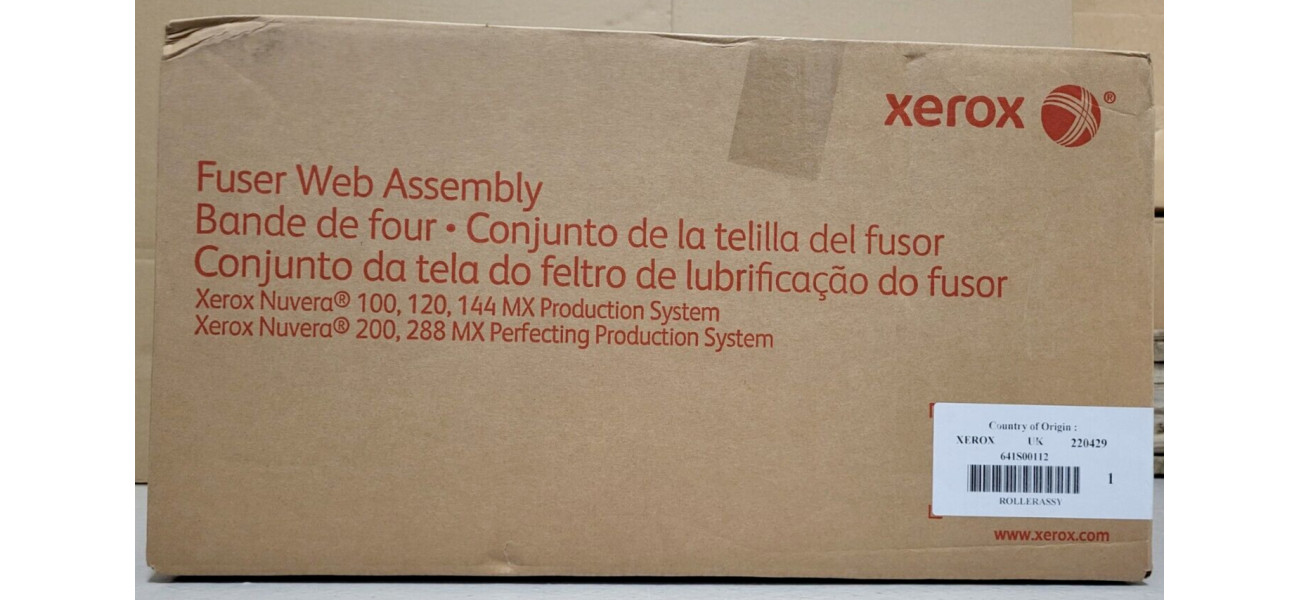 xerox ®
Fuser Web Assembly
Bande de four • Conjunto de la telilla del fusor
Conjunto da tela do feltro de lubrificação do fusor
Xerox Nuvera® 100, 120, 144 MX Production System
Xerox Nuvera® 200, 288 MX Perfecting Production System
Country of Origin :
XEROX UK 220429
641S00112
1
ROLLERASSY
www.xerox.com